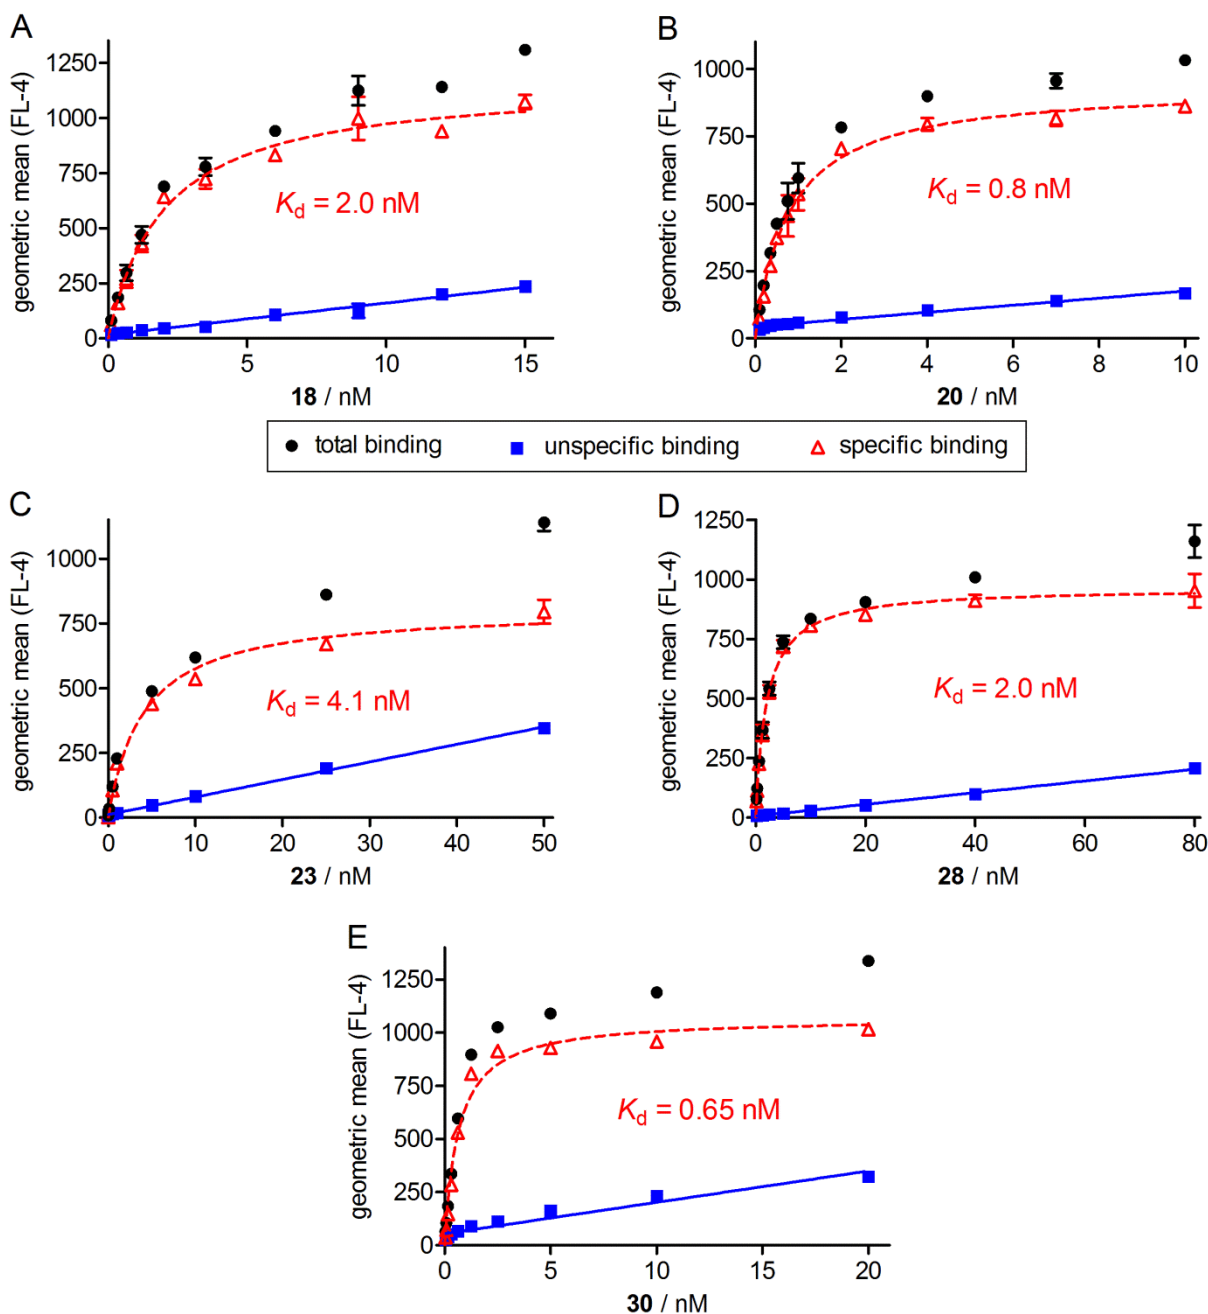 A
geometric mean (FL-4)
1250
1000
750
500
250
0
Kd = 2.0 nM
0 5 10 15
18 / nM
B
geometric mean (FL-4)
1000
750
500
250
0
Kd = 0.8 nM
0 2 4 6 8 10
20 / nM
total binding unspecific binding specific binding
C
geometric mean (FL-4)
1000
750
500
250
0
Kd = 4.1 nM
0 10 20 30 40 50
23 / nM
D
geometric mean (FL-4)
1250
1000
750
500
250
0
Kd = 2.0 nM
0 20 40 60 80
28 / nM
E
geometric mean (FL-4)
1250
1000
750
500
250
0
Kd = 0.65 nM
0 5 10 15 20
30 / nM